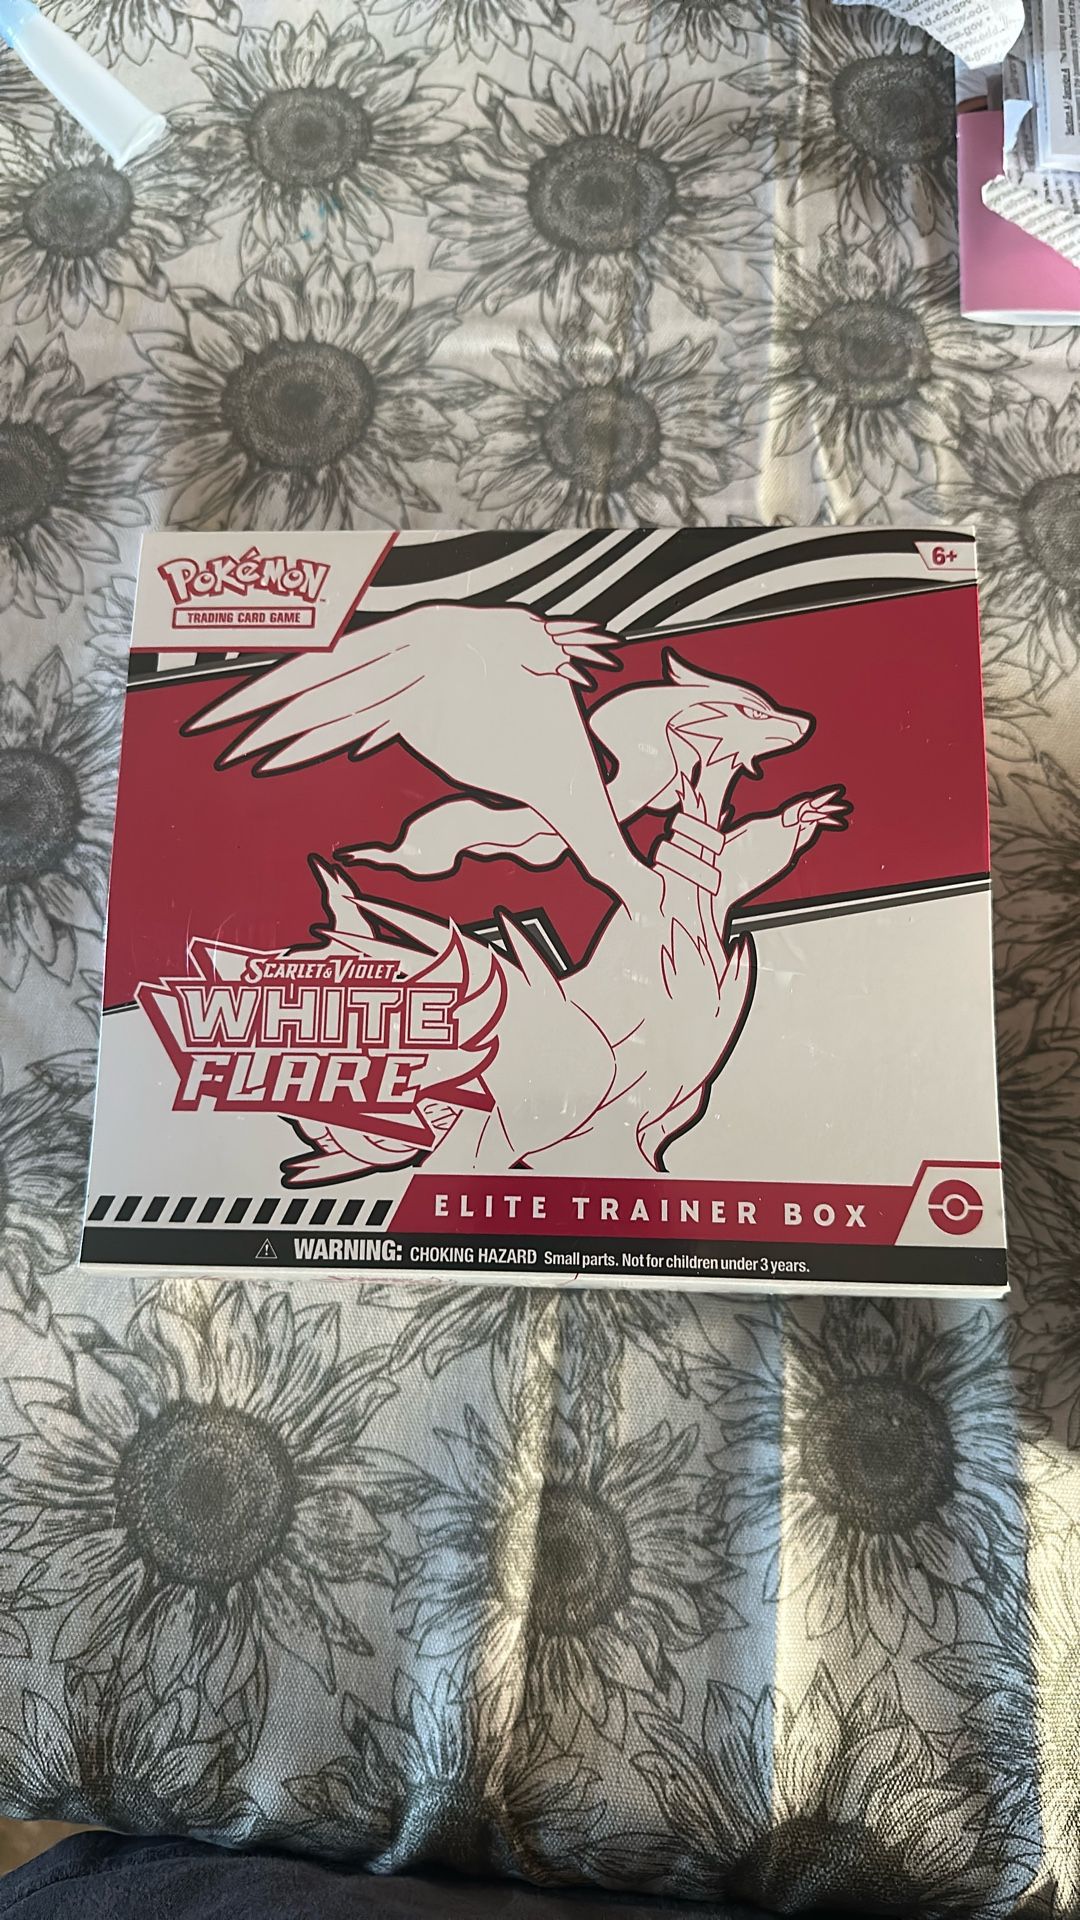 Pokémon
TRADING CARD GAME
6+
SCARLET & VIOLET
WHITE
FLARE
ELITE TRAINER BOX
WARNING: CHOKING HAZARD Small parts. Not for children under 3 years.